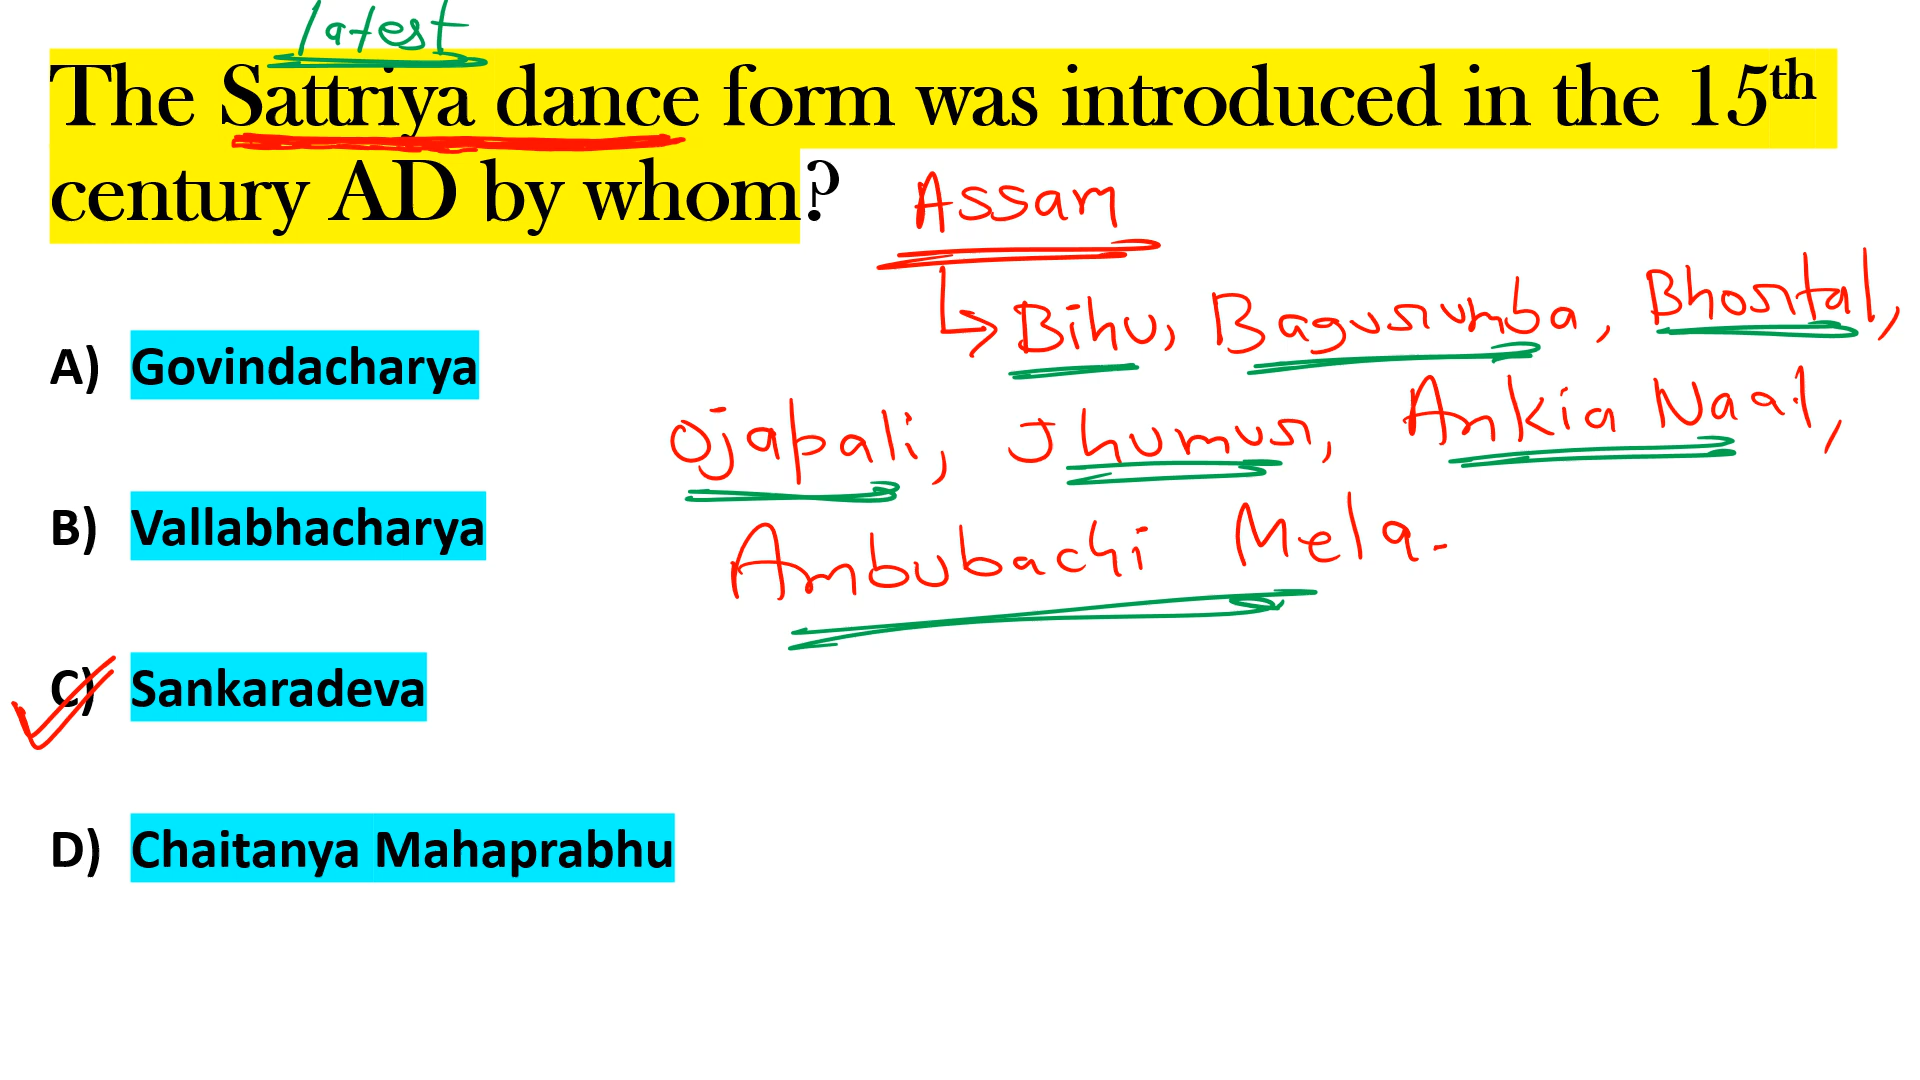 latest
The Sattriya dance form was introduced in the 15th
century AD by whom?
Assam
Bihu, Bagurumba, Bhortal,
A) Govindacharya
Ojapali, Jhumur, Ankia Naat,
B) Vallabhacharya
Ambubachi Mela.
C) Sankaradeva
D) Chaitanya Mahaprabhu